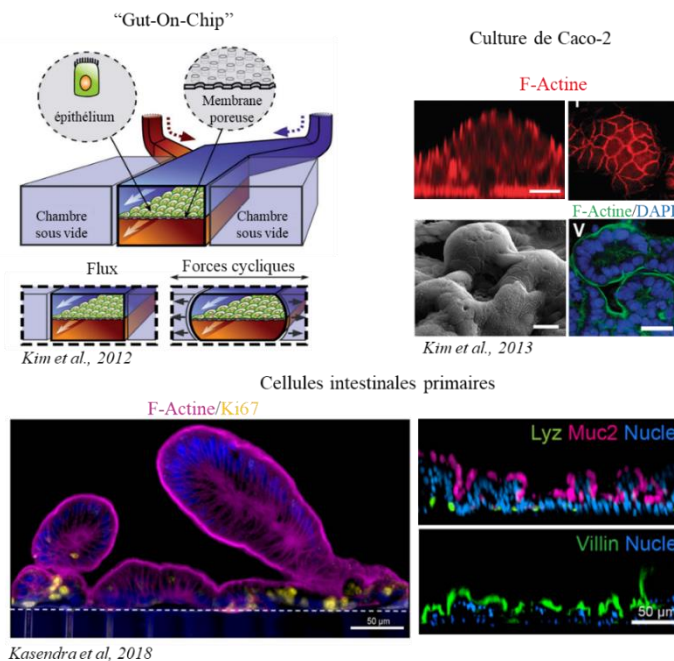 “Gut-On-Chip”
Culture de Caco-2
épithélium
Membrane
poreuse
Chambre
sous vide
Chambre
sous vide
Flux
Forces cycliques
Kim et al., 2012
F-Actine
F-Actine/DAPI
V
Kim et al., 2013
Cellules intestinales primaires
F-Actine/Ki67
50 µm
Kasendra et al, 2018
Lyz Muc2 Nucle
Villin Nucle
50 µm